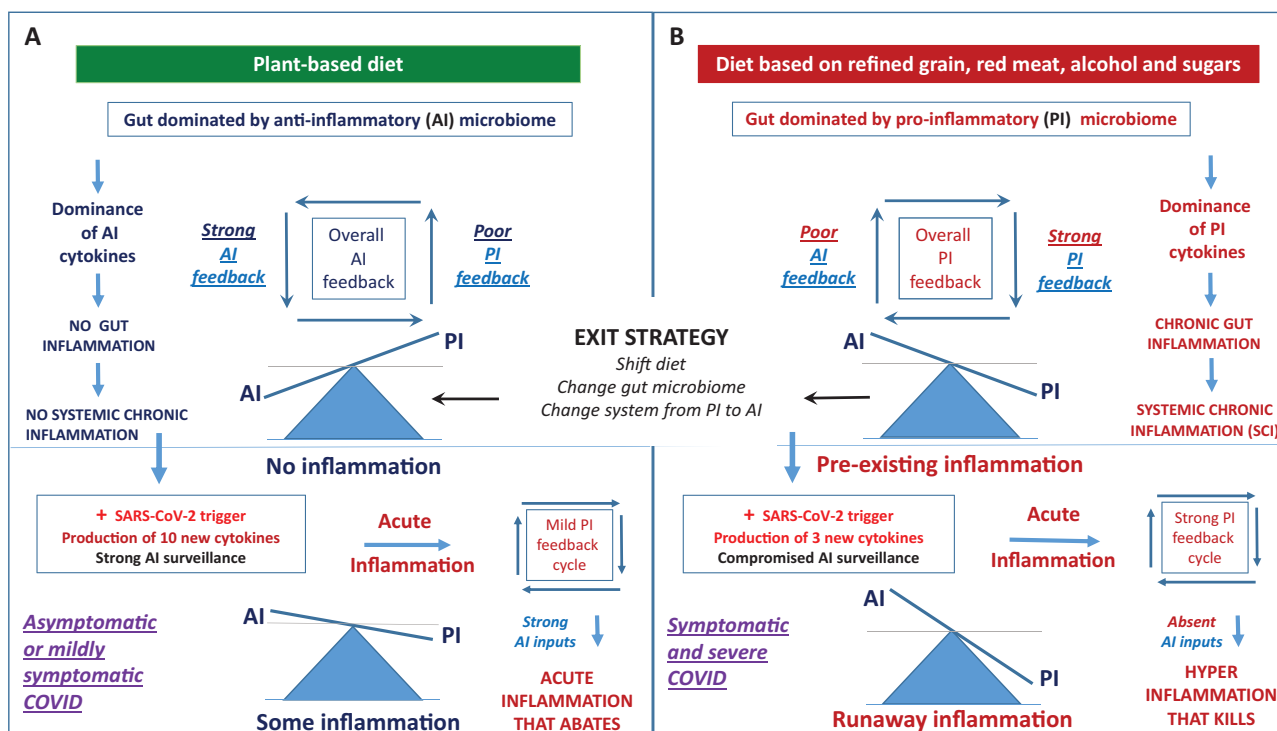 A
Plant-based diet
Gut dominated by anti-inflammatory (AI) microbiome
Dominance
of AI
cytokines
NO GUT
INFLAMMATION
NO SYSTEMIC CHRONIC
INFLAMMATION
Strong
AI
feedback
Overall
AI
feedback
Poor
PI
feedback
AI
PI
No inflammation
+ SARS-CoV-2 trigger
Production of 10 new cytokines
Strong AI surveillance
Acute
Inflammation
Mild PI
feedback
cycle
Asymptomatic
or mildly
symptomatic
COVID
AI
PI
Some inflammation
Strong
AI inputs
ACUTE
INFLAMMATION
THAT ABATES
EXIT STRATEGY
Shift diet
Change gut microbiome
Change system from PI to AI
B
Diet based on refined grain, red meat, alcohol and sugars
Gut dominated by pro-inflammatory (PI) microbiome
Poor
AI
feedback
Overall
PI
feedback
Strong
PI
feedback
Dominance
of PI
cytokines
CHRONIC GUT
INFLAMMATION
SYSTEMIC CHRONIC
INFLAMMATION (SCI)
AI
PI
Pre-existing inflammation
+ SARS-CoV-2 trigger
Production of 3 new cytokines
Compromised AI surveillance
Acute
Inflammation
Strong PI
feedback
cycle
Symptomatic
and severe
COVID
AI
PI
Runaway inflammation
Absent
AI inputs
HYPER
INFLAMMATION
THAT KILLS